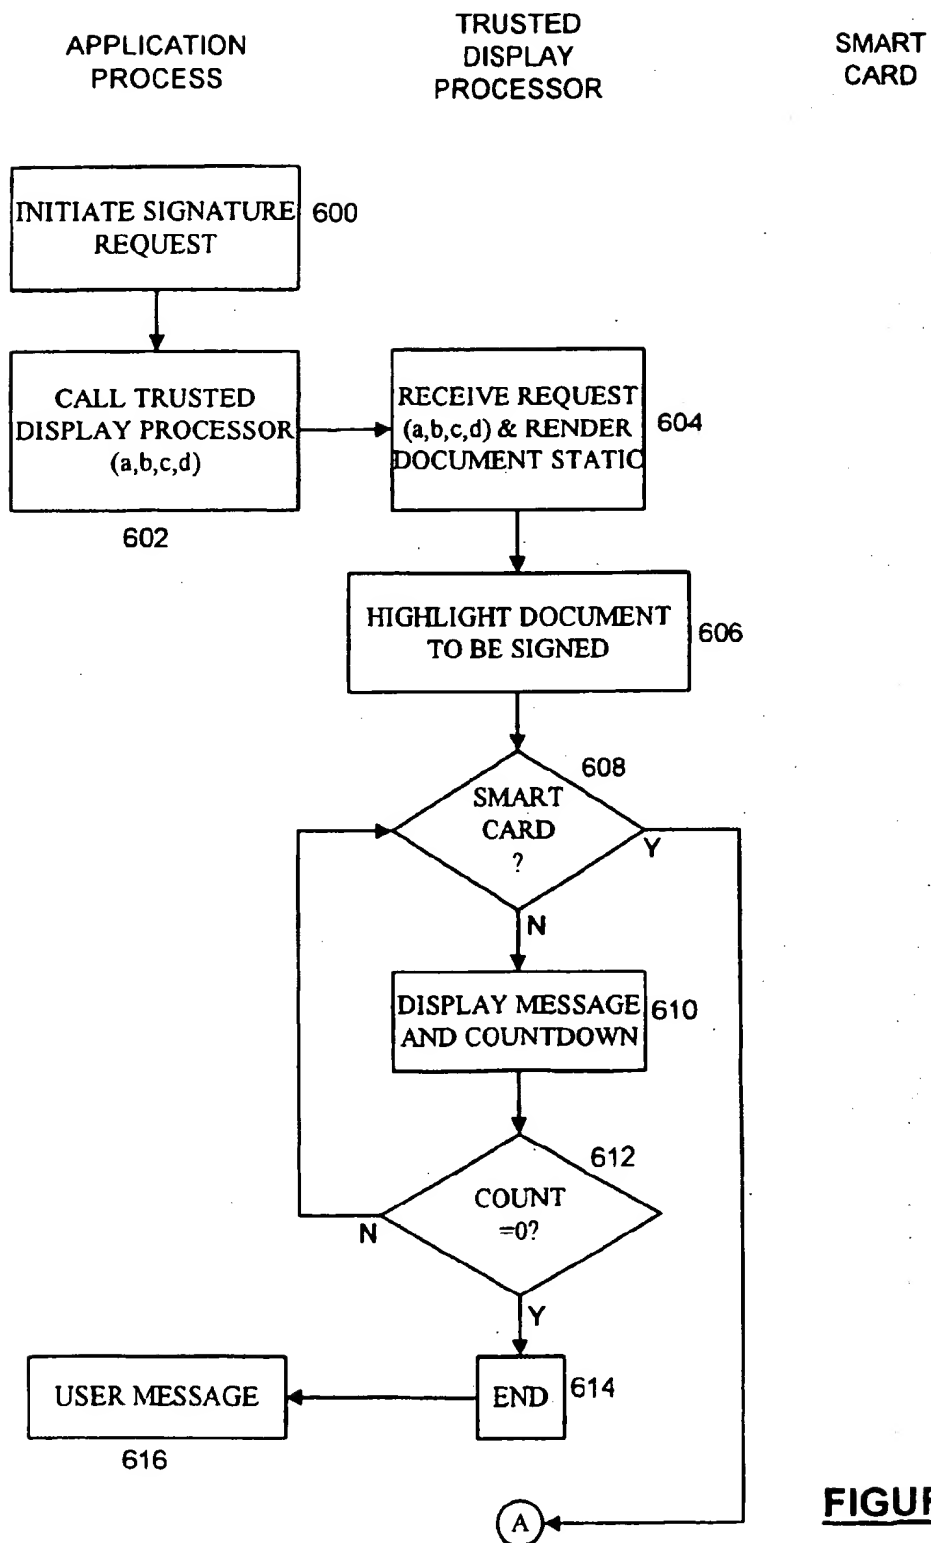 APPLICATION
PROCESS
TRUSTED
DISPLAY
PROCESSOR
SMART
CARD
INITIATE SIGNATURE
REQUEST
600
CALL TRUSTED
DISPLAY PROCESSOR
(a,b,c,d)
602
RECEIVE REQUEST
(a,b,c,d) & RENDER
DOCUMENT STATIC
604
HIGHLIGHT DOCUMENT
TO BE SIGNED
606
608
SMART
CARD
?
Y
N
DISPLAY MESSAGE
AND COUNTDOWN
610
612
COUNT
=0?
N
Y
USER MESSAGE
616
END
614
A
FIGUR